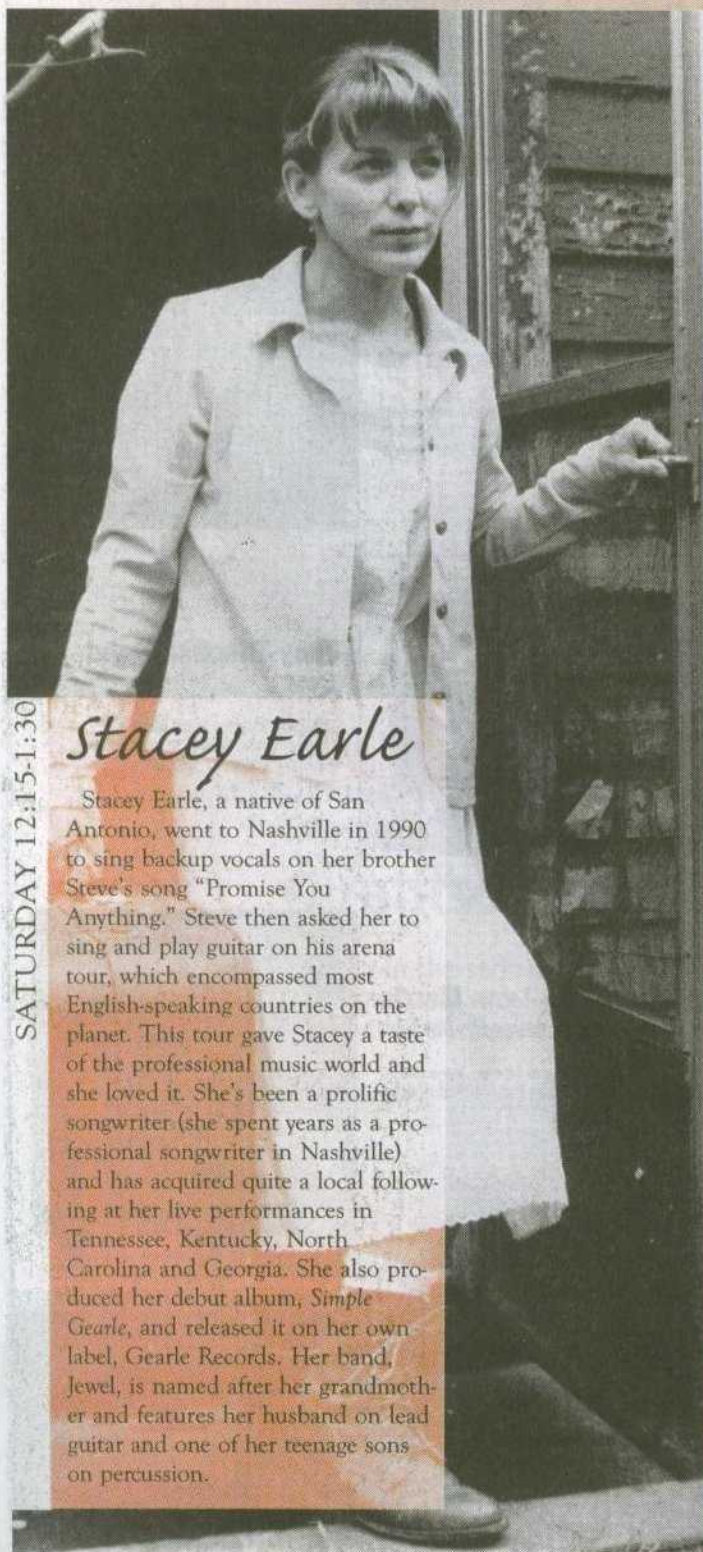 SATURDAY 12:15-1:30
Stacey Earle
Stacey Earle, a native of San
Antonio, went to Nashville in 1990
to sing backup vocals on her brother
Steve's song “Promise You
Anything.” Steve then asked her to
sing and play guitar on his arena
tour, which encompassed most
English-speaking countries on the
planet. This tour gave Stacey a taste
of the professional music world and
she loved it. She's been a prolific
songwriter (she spent years as a pro-
fessional songwriter in Nashville)
and has acquired quite a local follow-
ing at her live performances in
Tennessee, Kentucky, North
Carolina and Georgia. She also pro-
duced her debut album, Simple
Gearle, and released it on her own
label, Gearle Records. Her band,
Jewel, is named after her grandmoth-
er and features her husband on lead
guitar and one of her teenage sons
on percussion.